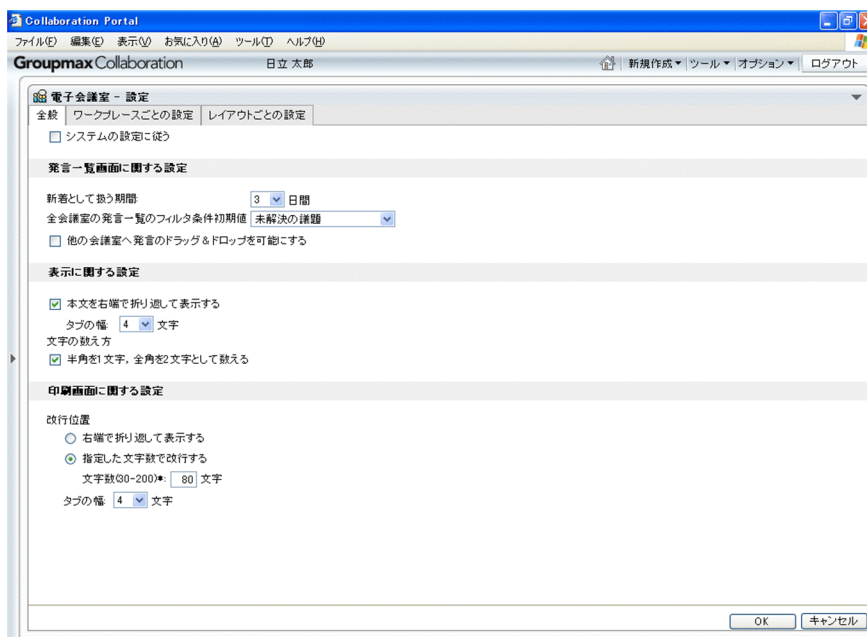 Collaboration Portal
ファイル(F) 編集(E) 表示(V) お気に入り(A) ツール(T) ヘルプ(H)
Groupmax Collaboration 日立 太郎 新規作成 ツール オプション ログアウト
電子会議室 - 設定
全般 ワークプレースごとの設定 レイアウトごとの設定
システムの設定に従う
発言一覧画面に関する設定
新着として扱う期間: 3 日間
全会議室の発言一覧のフィルタ条件初期値 未解決の議題
他の会議室へ発言のドラッグ&ドロップを可能にする
表示に関する設定
本文を右端で折り返して表示する
タブの幅: 4 文字
文字の数え方
半角を1文字, 全角を2文字として数える
印刷画面に関する設定
改行位置
右端で折り返して表示する
指定した文字数で改行する
文字数(30-200)*: 80 文字
タブの幅: 4 文字
OK キャンセル